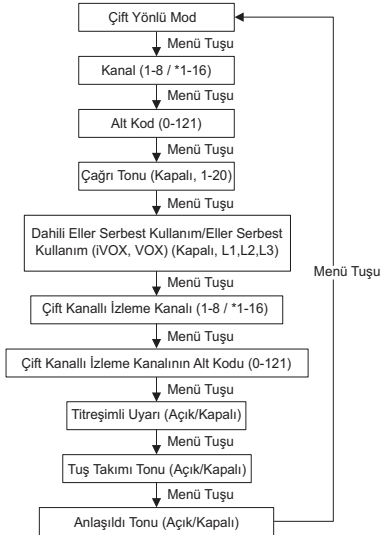 Çift Yönlü Mod
Menü Tuşu
Kanal (1-8 / *1-16)
Menü Tuşu
Alt Kod (0-121)
Menü Tuşu
Çağrı Tonu (Kapalı, 1-20)
Menü Tuşu
Dahili Eller Serbest Kullanım/Eller Serbest
Kullanım (iVOX, VOX) (Kapalı, L1,L2,L3)
Menü Tuşu
Menü Tuşu
Çift Kanallı İzleme Kanalı (1-8 / *1-16)
Menü Tuşu
Çift Kanallı İzleme Kanalının Alt Kodu (0-121)
Menü Tuşu
Titreşimli Uyarı (Açık/Kapalı)
Menü Tuşu
Tuş Takımı Tonu (Açık/Kapalı)
Menü Tuşu
Anlaşıldı Tonu (Açık/Kapalı)